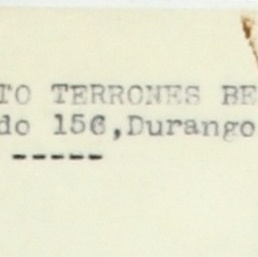 TO TERRONES BE
do 156,Durango
-----